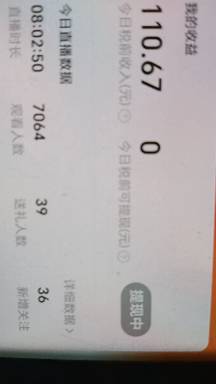 我的收益
110.67 0 提现中
今日税前收入(元) 今日税前可提现(元)
今日直播数据 详细数据 >
08:02:50 7064 39 36
直播时长 观看人数 送礼人数 新增关注